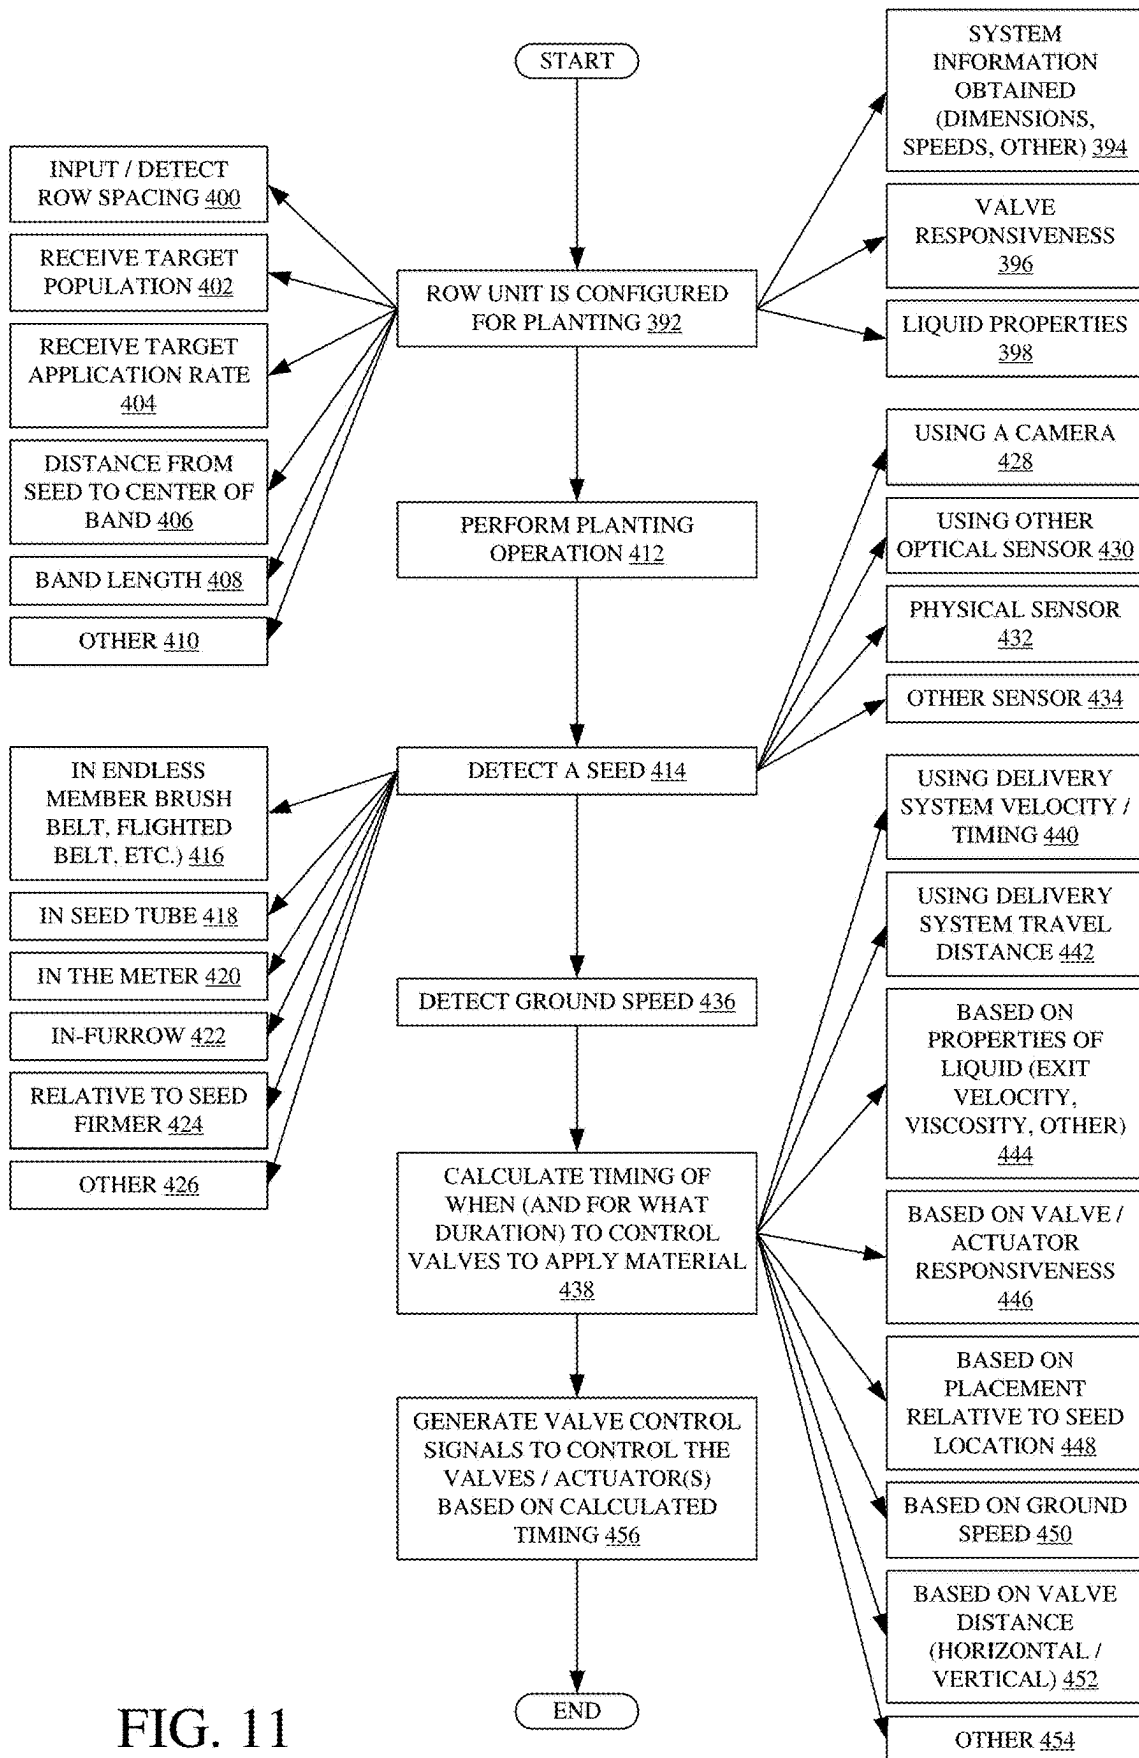 START
SYSTEM
INFORMATION
OBTAINED
(DIMENSIONS,
SPEEDS, OTHER) 394
INPUT / DETECT
ROW SPACING 400
VALVE
RESPONSIVENESS
396
RECEIVE TARGET
POPULATION 402
ROW UNIT IS CONFIGURED
FOR PLANTING 392
LIQUID PROPERTIES
398
RECEIVE TARGET
APPLICATION RATE
404
USING A CAMERA
428
DISTANCE FROM
SEED TO CENTER OF
BAND 406
PERFORM PLANTING
OPERATION 412
USING OTHER
OPTICAL SENSOR 430
BAND LENGTH 408
PHYSICAL SENSOR
432
OTHER 410
OTHER SENSOR 434
IN ENDLESS
MEMBER BRUSH
BELT, FLIGHTED
BELT, ETC.) 416
DETECT A SEED 414
USING DELIVERY
SYSTEM VELOCITY /
TIMING 440
IN SEED TUBE 418
USING DELIVERY
SYSTEM TRAVEL
DISTANCE 442
IN THE METER 420
DETECT GROUND SPEED 436
BASED ON
PROPERTIES OF
LIQUID (EXIT
VELOCITY,
VISCOSITY, OTHER)
444
IN-FURROW 422
RELATIVE TO SEED
FIRMER 424
OTHER 426
CALCULATE TIMING OF
WHEN (AND FOR WHAT
DURATION) TO CONTROL
VALVES TO APPLY MATERIAL
438
BASED ON VALVE /
ACTUATOR
RESPONSIVENESS
446
BASED ON
PLACEMENT
RELATIVE TO SEED
LOCATION 448
GENERATE VALVE CONTROL
SIGNALS TO CONTROL THE
VALVES / ACTUATOR(S)
BASED ON CALCULATED
TIMING 456
BASED ON GROUND
SPEED 450
BASED ON VALVE
DISTANCE
(HORIZONTAL /
VERTICAL) 452
END
OTHER 454
FIG. 11